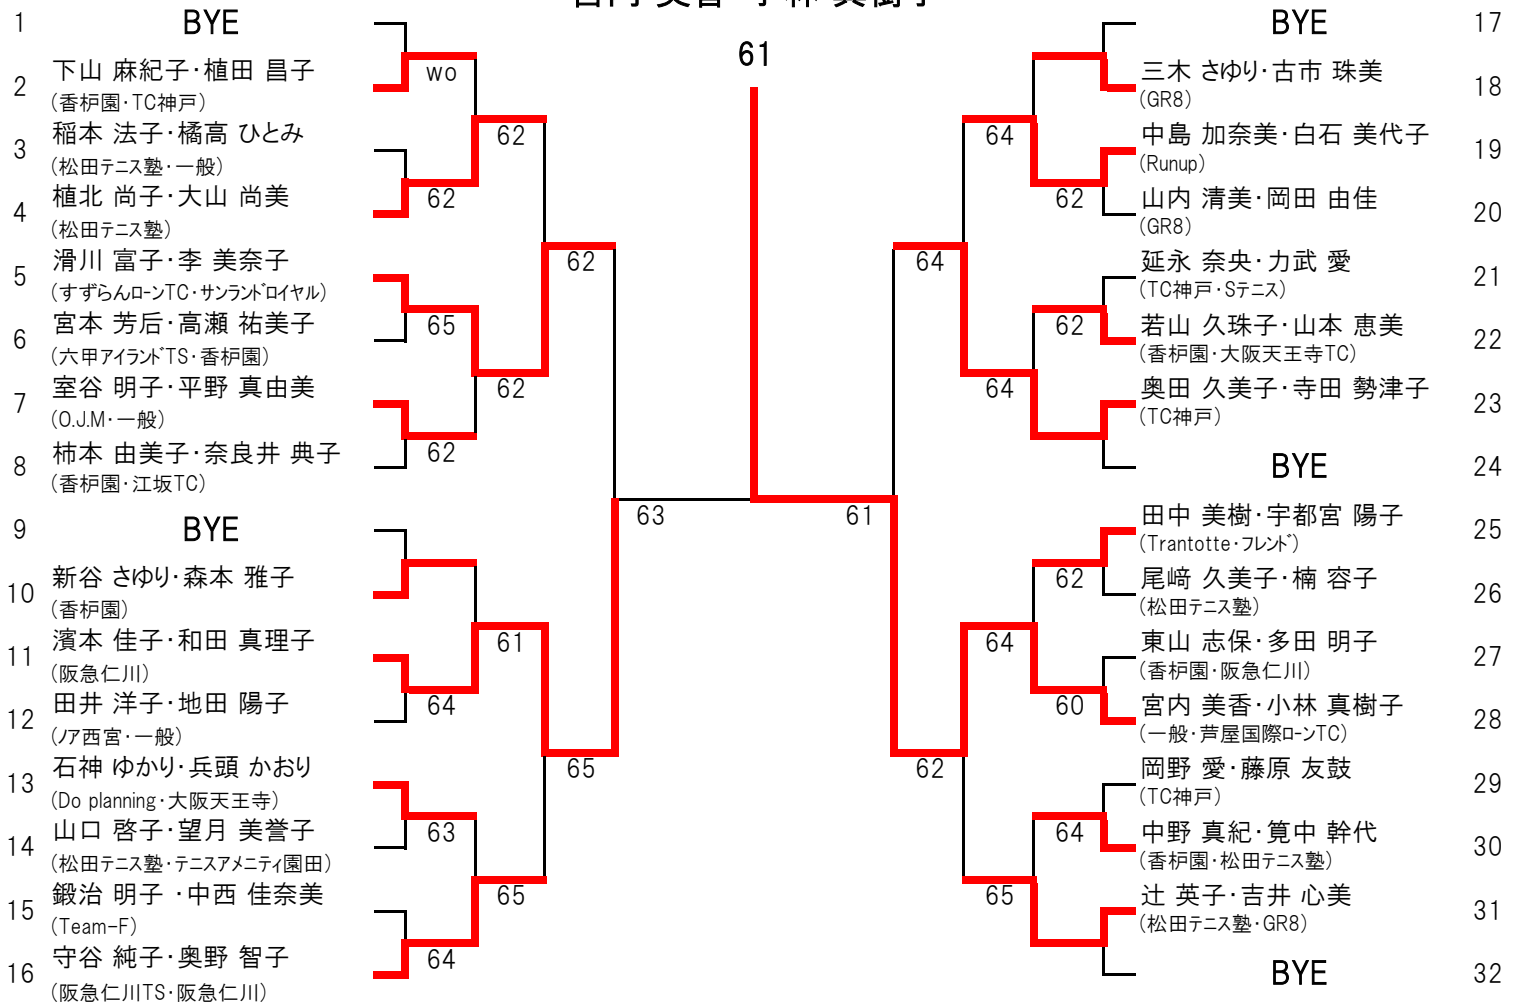 宮内 美香・小林 真樹子
61
1 BYE
2 下山 麻紀子・植田 昌子
(香枦園・TC神戸)
3 稲本 法子・橘高 ひとみ
(松田テニス塾・一般)
4 植北 尚子・大山 尚美
(松田テニス塾)
5 滑川 富子・李 美奈子
(すずらんローンTC・サンランドロイヤル)
6 宮本 芳后・高瀬 祐美子
(六甲アイランドTS・香枦園)
7 室谷 明子・平野 真由美
(O.J.M・一般)
8 柿本 由美子・奈良井 典子
(香枦園・江坂TC)
9 BYE
10 新谷 さゆり・森本 雅子
(香枦園)
11 濱本 佳子・和田 真理子
(阪急仁川)
12 田井 洋子・地田 陽子
(ノア西宮・一般)
13 石神 ゆかり・兵頭 かおり
(Do planning・大阪天王寺)
14 山口 啓子・望月 美誉子
(松田テニス塾・テニスアメニティ園田)
15 鍛治 明子 ・中西 佳奈美
(Team-F)
16 守谷 純子・奥野 智子
(阪急仁川TS・阪急仁川)
wo
62
65
62
64
63
64
62
62
61
65
62
65
63
BYE 17
三木 さゆり・古市 珠美 18
(GR8)
中島 加奈美・白石 美代子 19
(Runup)
山内 清美・岡田 由佳 20
(GR8)
延永 奈央・力武 愛 21
(TC神戸・Sテニス)
若山 久珠子・山本 恵美 22
(香枦園・大阪天王寺TC)
奥田 久美子・寺田 勢津子 23
(TC神戸)
BYE 24
田中 美樹・宇都宮 陽子 25
(Trantotte・フレンド)
尾﨑 久美子・楠 容子 26
(松田テニス塾)
東山 志保・多田 明子 27
(香枦園・阪急仁川)
宮内 美香・小林 真樹子 28
(一般・芦屋国際ローンTC)
岡野 愛・藤原 友鼓 29
(TC神戸)
中野 真紀・筧中 幹代 30
(香枦園・松田テニス塾)
辻 英子・吉井 心美 31
(松田テニス塾・GR8)
BYE 32
62
62
62
60
64
64
64
64
65
64
62
61